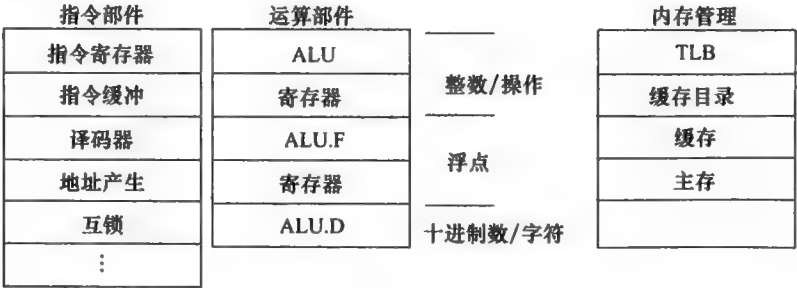 指令部件 运算部件 内存管理
指令寄存器 ALU TLB
指令缓冲 寄存器 整数/操作 缓存目录
译码器 ALU.F 缓存
地址产生 寄存器 浮点 主存
互锁 ALU.D 十进制数/字符
⋮